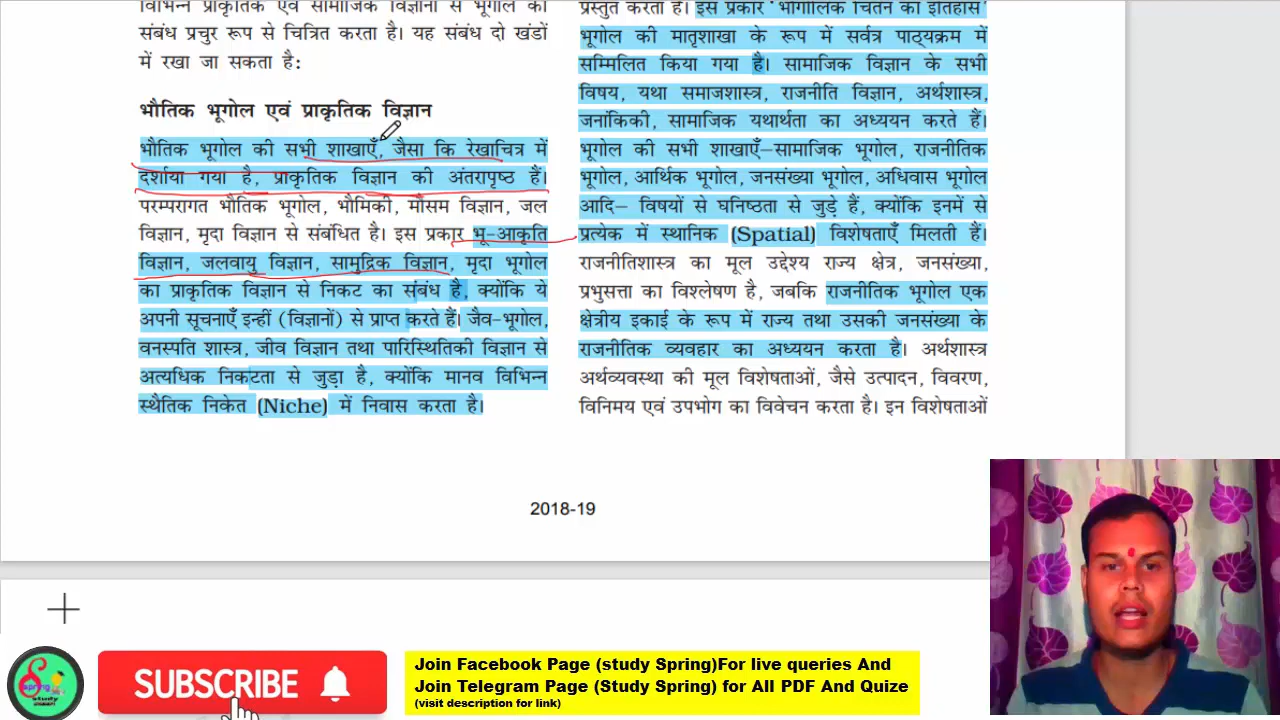 विभिन्न प्राकृतिक एवं सामाजिक विज्ञानों से भूगोल का
संबंध प्रचुर रूप से चित्रित करता है। यह संबंध दो खंडों
में रखा जा सकता है:
भौतिक भूगोल एवं प्राकृतिक विज्ञान
भौतिक भूगोल की सभी शाखाएँ, जैसा कि रेखाचित्र में
दर्शाया गया है, प्राकृतिक विज्ञान की अंतरापृष्ठ हैं।
परम्परागत भौतिक भूगोल, भौमिकी, मौसम विज्ञान, जल
विज्ञान, मृदा विज्ञान से संबंधित है। इस प्रकार भू-आकृति
विज्ञान, जलवायु विज्ञान, सामुद्रिक विज्ञान, मृदा भूगोल
का प्राकृतिक विज्ञान से निकट का संबंध है, क्योंकि ये
अपनी सूचनाएँ इन्हीं (विज्ञानों) से प्राप्त करते हैं। जैव-भूगोल,
वनस्पति शास्त्र, जीव विज्ञान तथा पारिस्थितिकी विज्ञान से
अत्यधिक निकटता से जुड़ा है, क्योंकि मानव विभिन्न
स्थैतिक निकेत (Niche) में निवास करता है।
प्रस्तुत करता है। इस प्रकार 'भौगोलिक चिंतन का इतिहास'
भूगोल की मातृशाखा के रूप में सर्वत्र पाठ्यक्रम में
सम्मिलित किया गया है। सामाजिक विज्ञान के सभी
विषय, यथा समाजशास्त्र, राजनीति विज्ञान, अर्थशास्त्र,
जनांकिकी, सामाजिक यथार्थता का अध्ययन करते हैं।
भूगोल की सभी शाखाएँ–सामाजिक भूगोल, राजनीतिक
भूगोल, आर्थिक भूगोल, जनसंख्या भूगोल, अधिवास भूगोल
आदि– विषयों से घनिष्ठता से जुड़े हैं, क्योंकि इनमें से
प्रत्येक में स्थानिक (Spatial) विशेषताएँ मिलती हैं।
राजनीतिशास्त्र का मूल उद्देश्य राज्य क्षेत्र, जनसंख्या,
प्रभुसत्ता का विश्लेषण है, जबकि राजनीतिक भूगोल एक
क्षेत्रीय इकाई के रूप में राज्य तथा उसकी जनसंख्या के
राजनीतिक व्यवहार का अध्ययन करता है। अर्थशास्त्र
अर्थव्यवस्था की मूल विशेषताओं, जैसे उत्पादन, विवरण,
विनिमय एवं उपभोग का विवेचन करता है। इन विशेषताओं
2018-19
SUBSCRIBE
Join Facebook Page (study Spring)For live queries And
Join Telegram Page (Study Spring) for All PDF And Quize
(visit description for link)